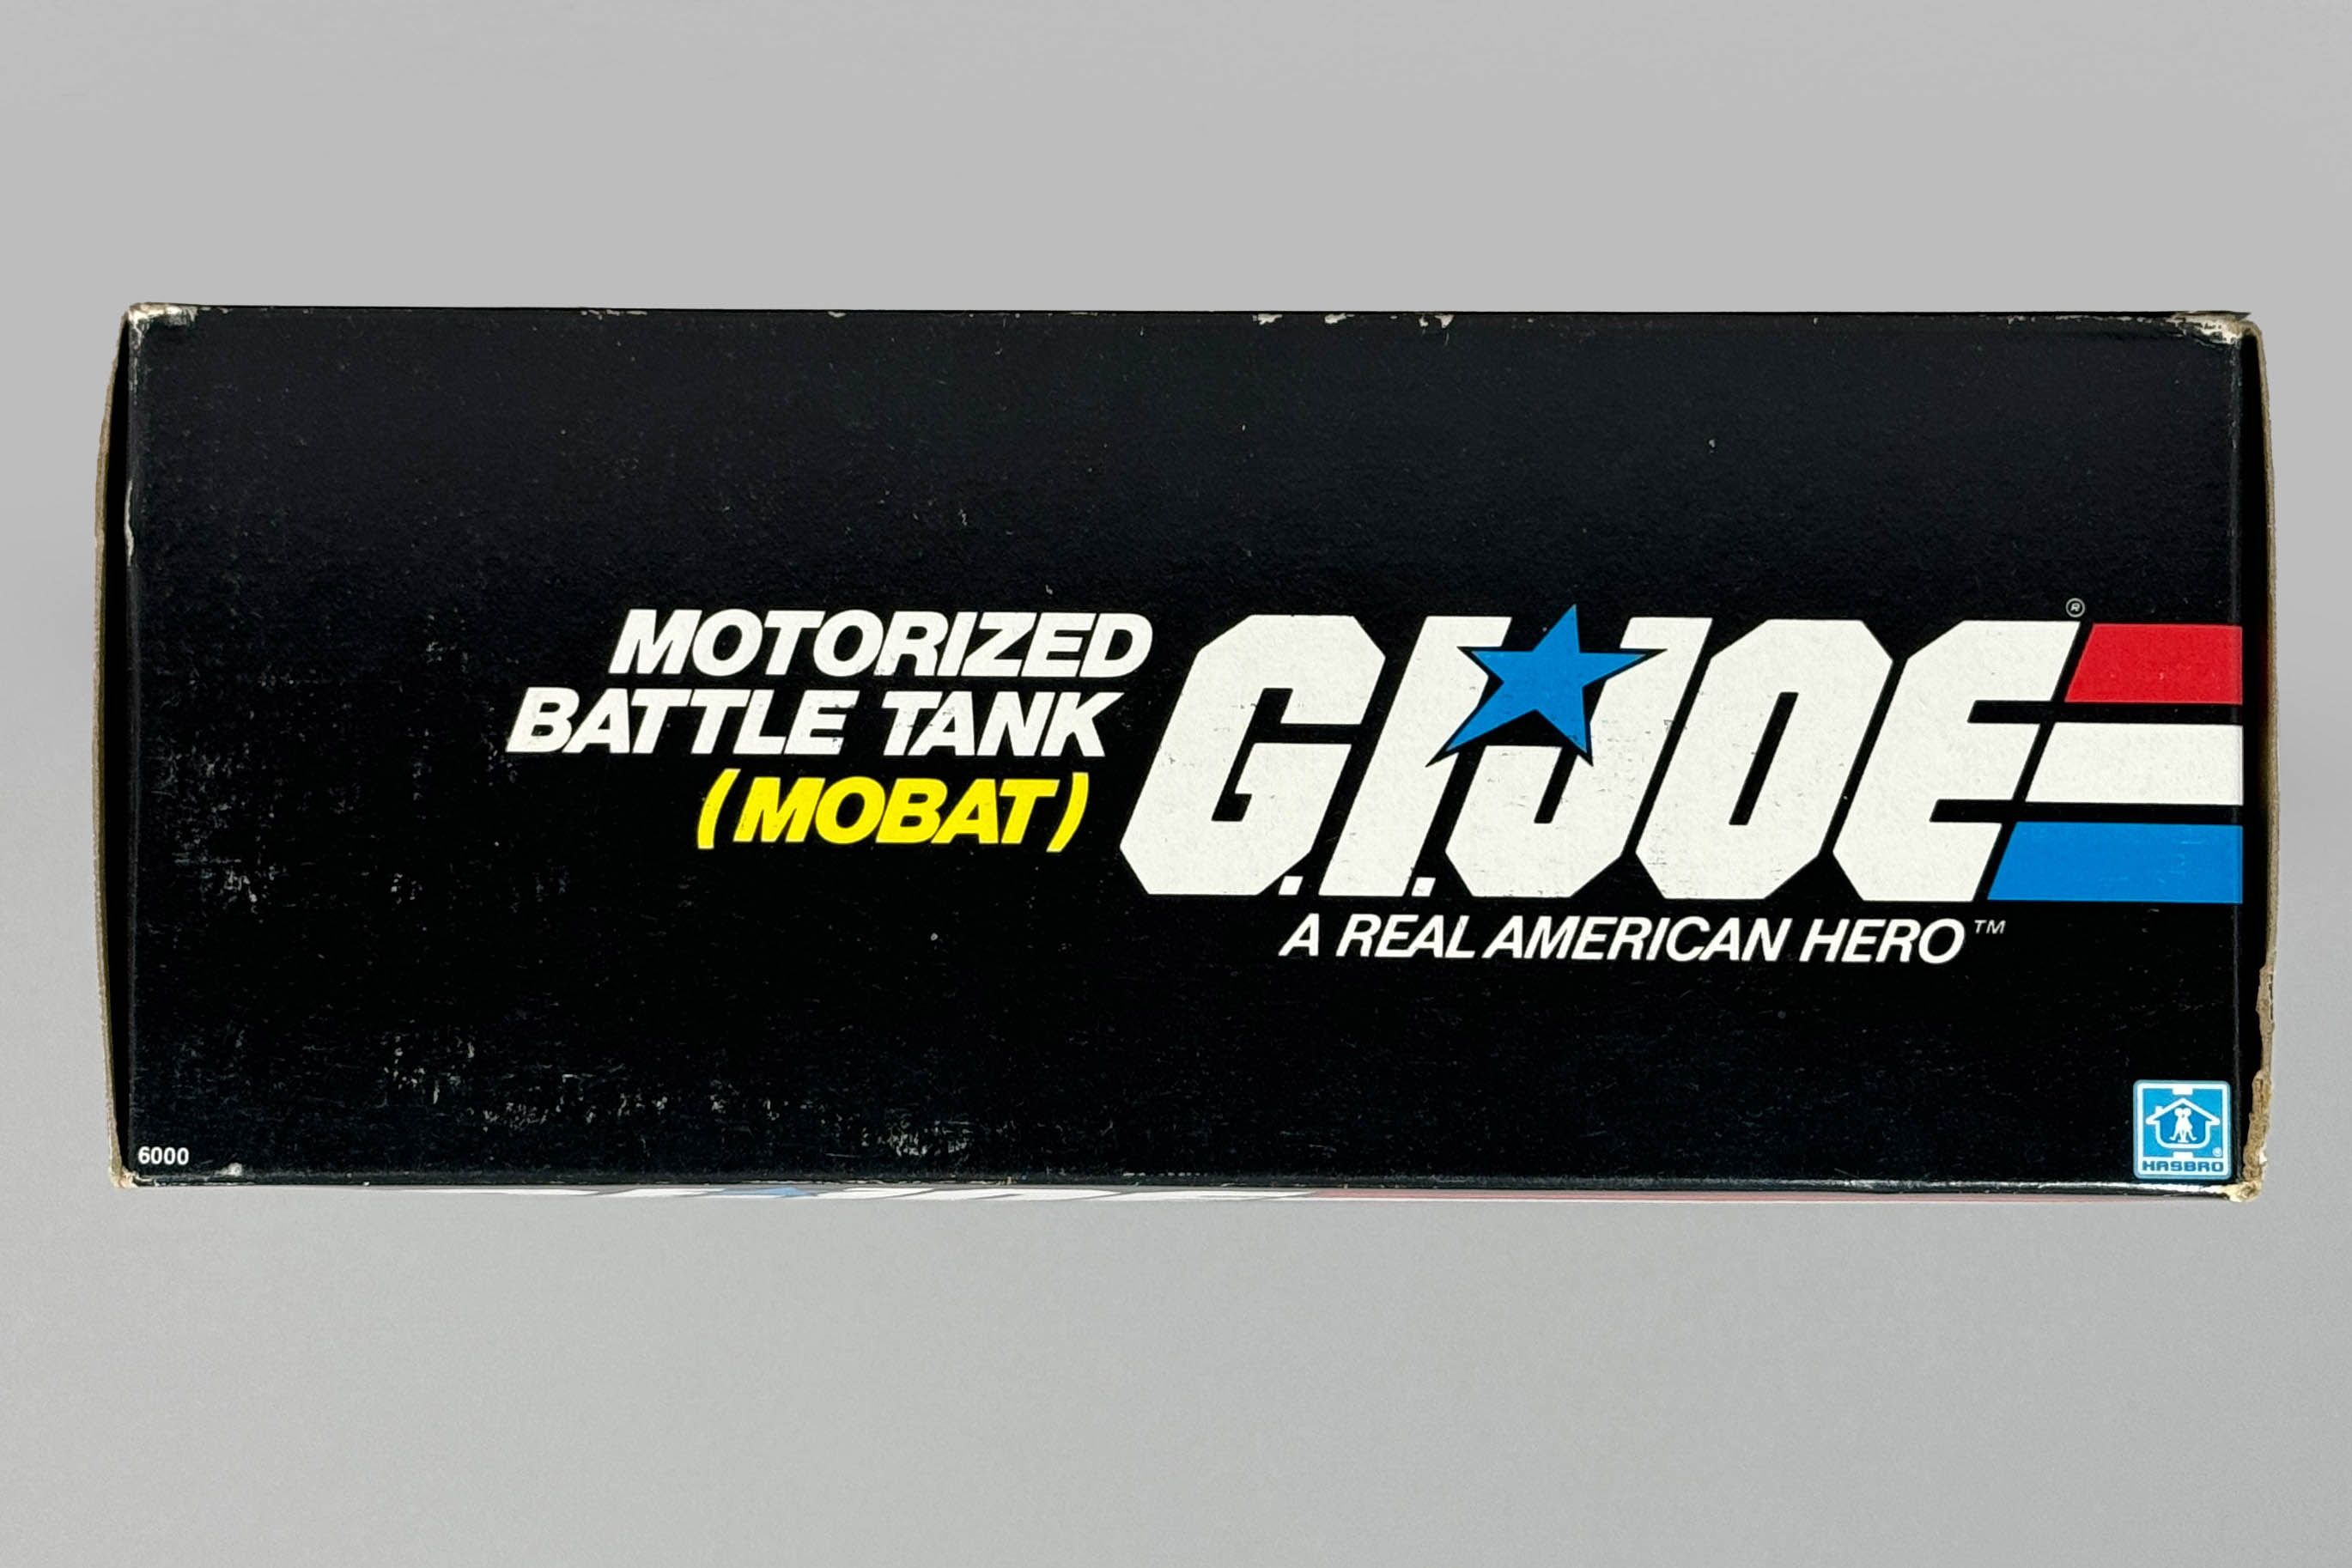 MOTORIZED
BATTLE TANK
(MOBAT)
G.I.JOE®
A REAL AMERICAN HERO™
6000
HASBRO®